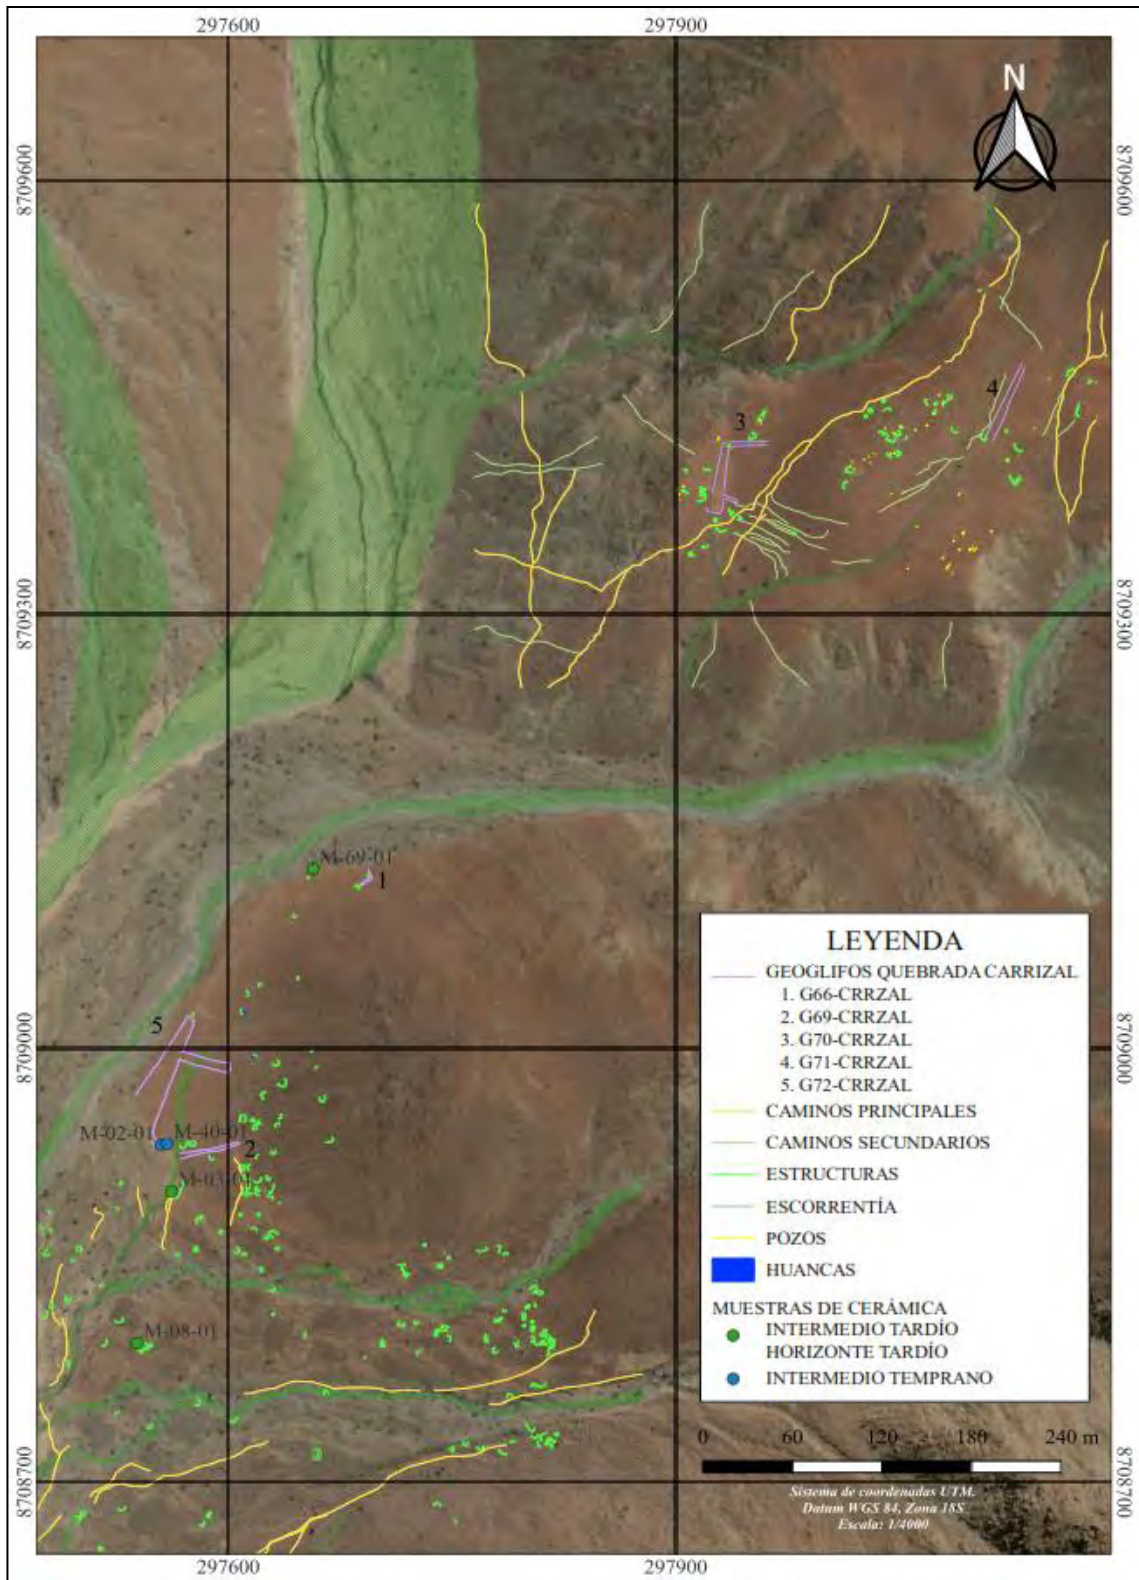 297600
297900
N
8709600
8709600
4
3
8709300
8709300
M-69-01
1
LEYENDA
GEOGLIFOS QUEBRADA CARRIZAL
1. G66-CRRZAL
2. G69-CRRZAL
3. G70-CRRZAL
4. G71-CRRZAL
5. G72-CRRZAL
5
8709000
8709000
CAMINOS PRINCIPALES
M-02-01
M-40-01
2
CAMINOS SECUNDARIOS
ESTRUCTURAS
M-03-01
ESCORRENTÍA
POZOS
HUANCAS
MUESTRAS DE CERÁMICA
INTERMEDIO TARDÍO
HORIZONTE TARDÍO
M-08-01
INTERMEDIO TEMPRANO
0 60 120 180 240 m
8708700
8708700
Sistema de coordenadas UTM.
Datum WGS 84, Zona 18S
Escala: 1/4000
297600
297900